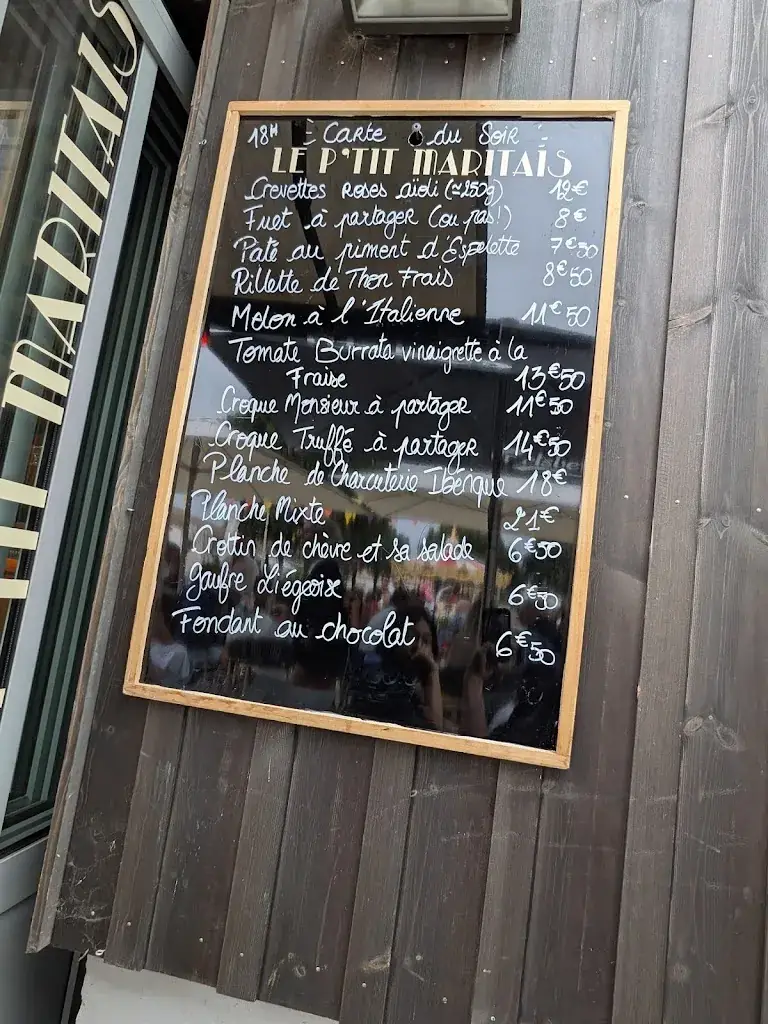 MARITAIS
18H CARTE du SOIR
LE P'TIT MARITAIS
Crevettes Roses aïoli (≈250g) 12€
Fuet à partager (ou pas!) 8€
Paté au piment d'Espelette 7€50
Rillette de Thon Frais 8€50
Melon à l'Italienne 11€50
Tomate Burrata vinaigrette à la
Fraise 13€50
Croque Monsieur à partager 11€50
Croque Truffé à partager 14€50
Planche de Charcuterie Ibérique 18€
Planche Mixte 21€
Crottin de chèvre et sa salade 6€50
Gaufre Liégeoise 6€50
Fondant au chocolat 6€50